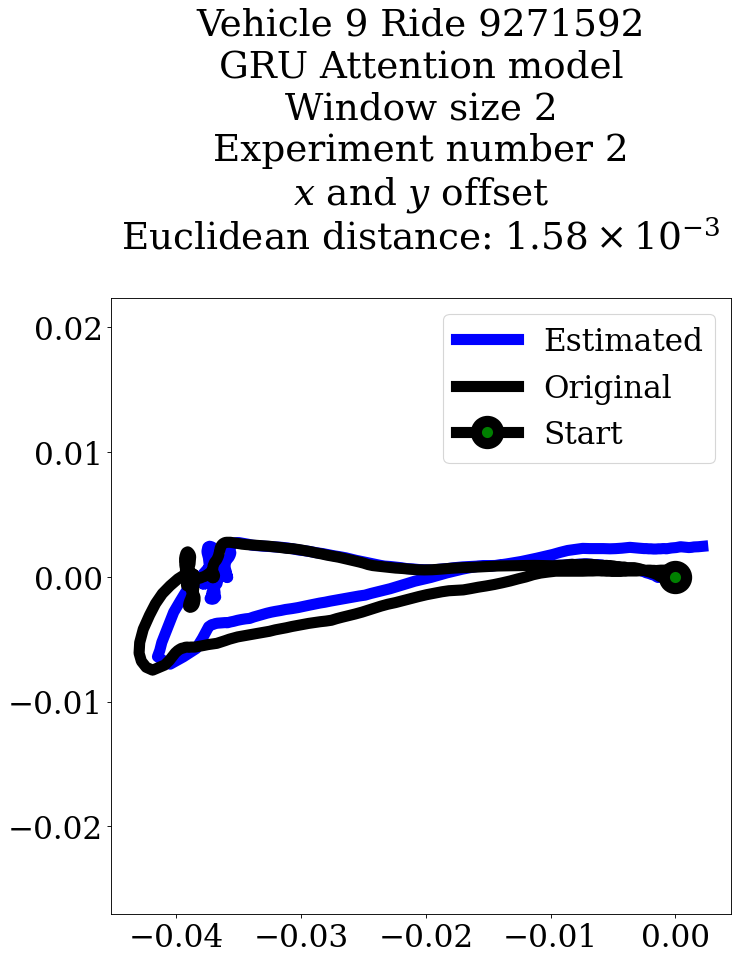 Vehicle 9 Ride 9271592
GRU Attention model
Window size 2
Experiment number 2
x and y offset
Euclidean distance: 1.58 × 10⁻³
Estimated
Original
Start
0.02
0.01
0.00
−0.01
−0.02
−0.04 −0.03 −0.02 −0.01 0.00